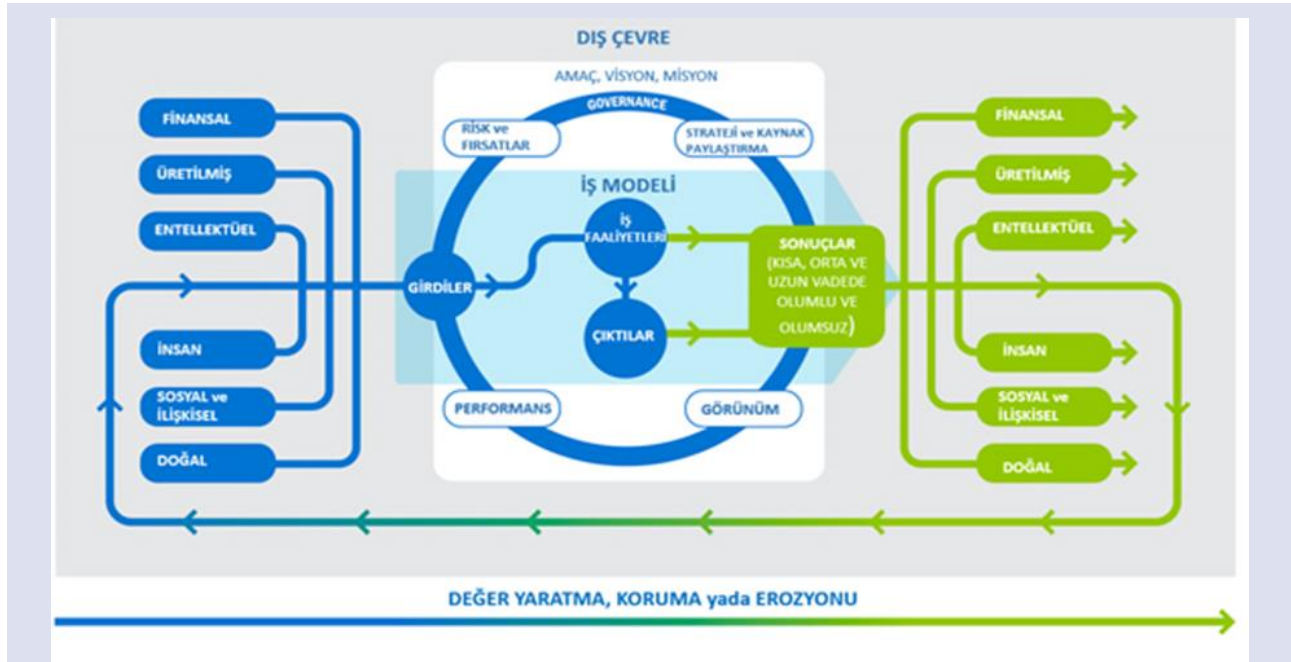 DIŞ ÇEVRE
AMAÇ, VİSYON, MİSYON
GOVERNANCE
FİNANSAL
ÜRETİLMİŞ
ENTELLEKTÜEL
İNSAN
SOSYAL ve
İLİŞKİSEL
DOĞAL
RİSK ve
FIRSATLAR
STRATEJİ ve KAYNAK
PAYLAŞTIRMA
İŞ MODELİ
GİRDİLER
İŞ
FAALİYETLERİ
ÇIKTILAR
SONUÇLAR
(KISA, ORTA VE
UZUN VADEDE
OLUMLU VE
OLUMSUZ)
PERFORMANS
GÖRÜNÜM
FİNANSAL
ÜRETİLMİŞ
ENTELLEKTÜEL
İNSAN
SOSYAL ve
İLİŞKİSEL
DOĞAL
DEĞER YARATMA, KORUMA yada EROZYONU